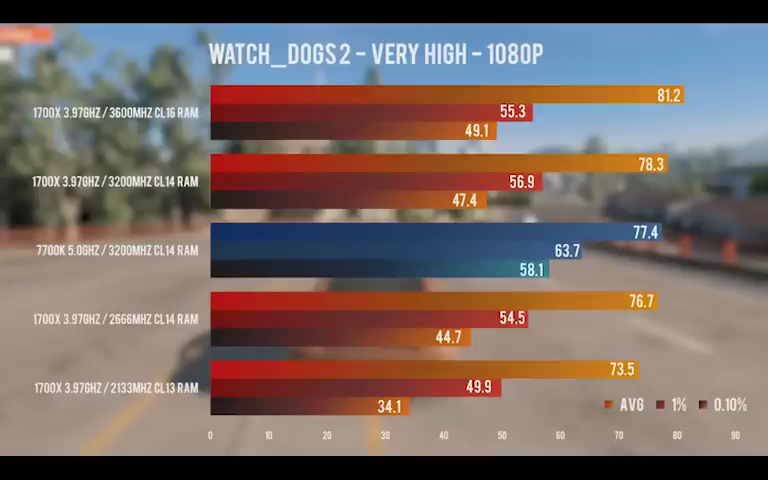 WATCH_DOGS 2 - VERY HIGH - 1080P
1700X 3.97GHZ / 3600MHZ CL16 RAM
81.2
55.3
49.1
1700X 3.97GHZ / 3200MHZ CL14 RAM
78.3
56.9
47.4
7700K 5.0GHZ / 3200MHZ CL14 RAM
77.4
63.7
58.1
1700X 3.97GHZ / 2666MHZ CL14 RAM
76.7
54.5
44.7
1700X 3.97GHZ / 2133MHZ CL13 RAM
73.5
49.9
34.1
AVG 1% 0.10%
0 10 20 30 40 50 60 70 80 90